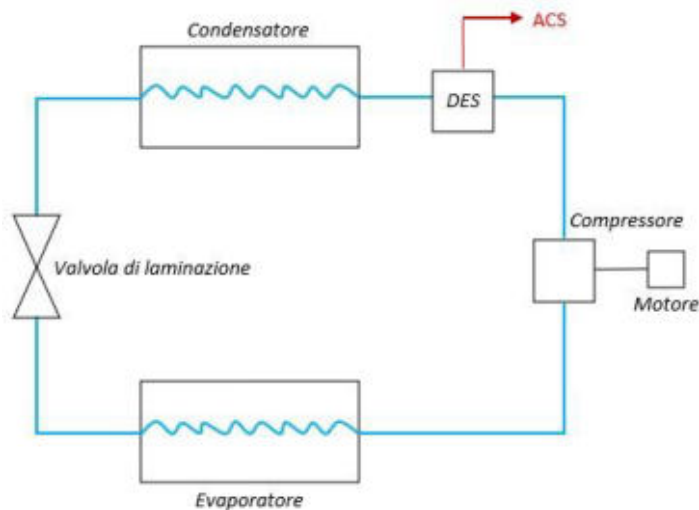 Condensatore
ACS
DES
Compressore
Valvola di laminazione
Motore
Evaporatore